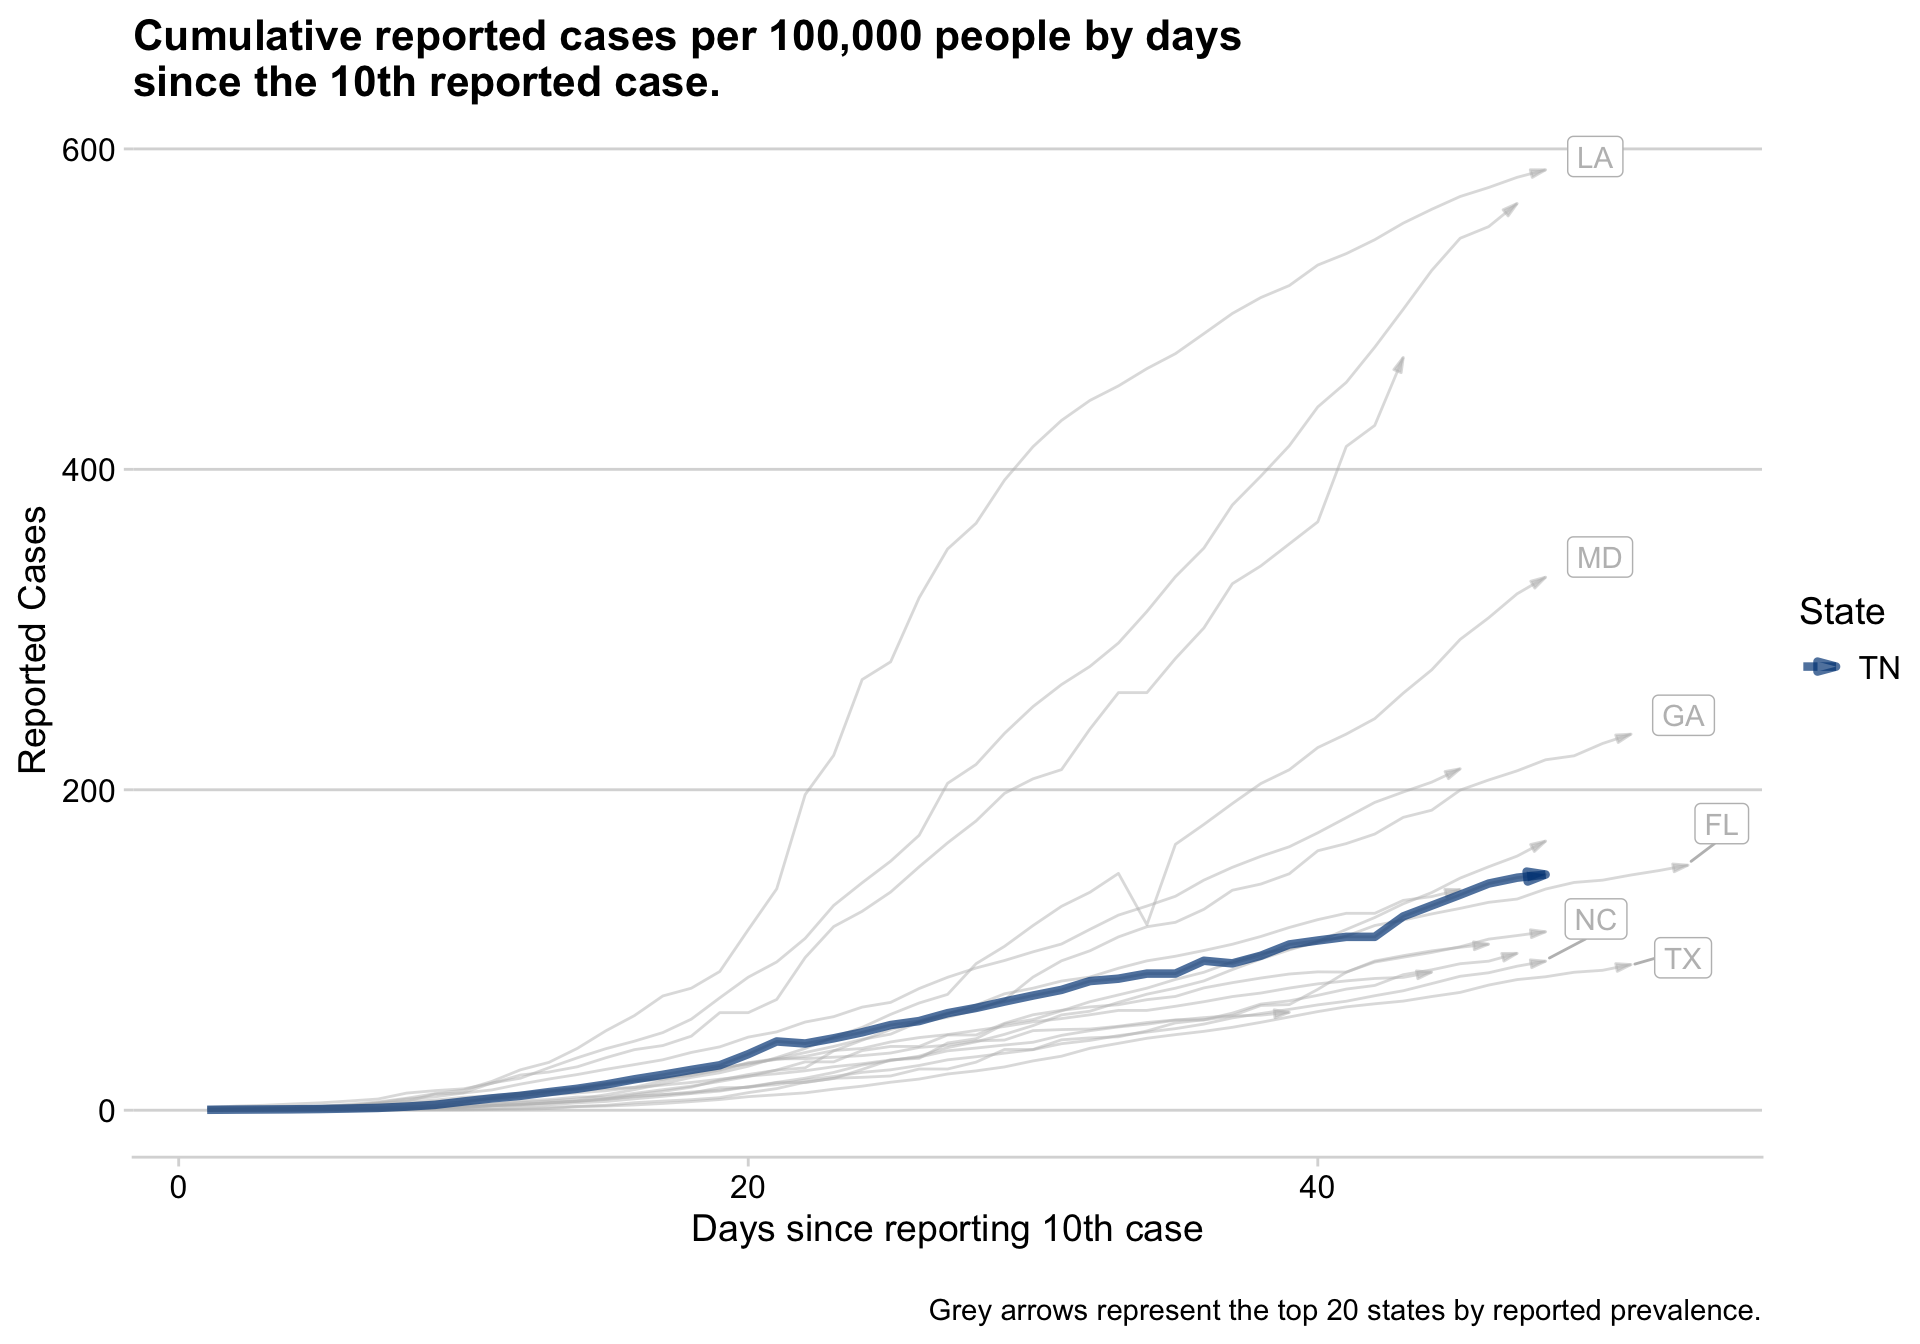 Cumulative reported cases per 100,000 people by days
since the 10th reported case.
600
LA
400
MD
Reported Cases
State
TN
GA
200
FL
NC
TX
0
0 20 40
Days since reporting 10th case
Grey arrows represent the top 20 states by reported prevalence.